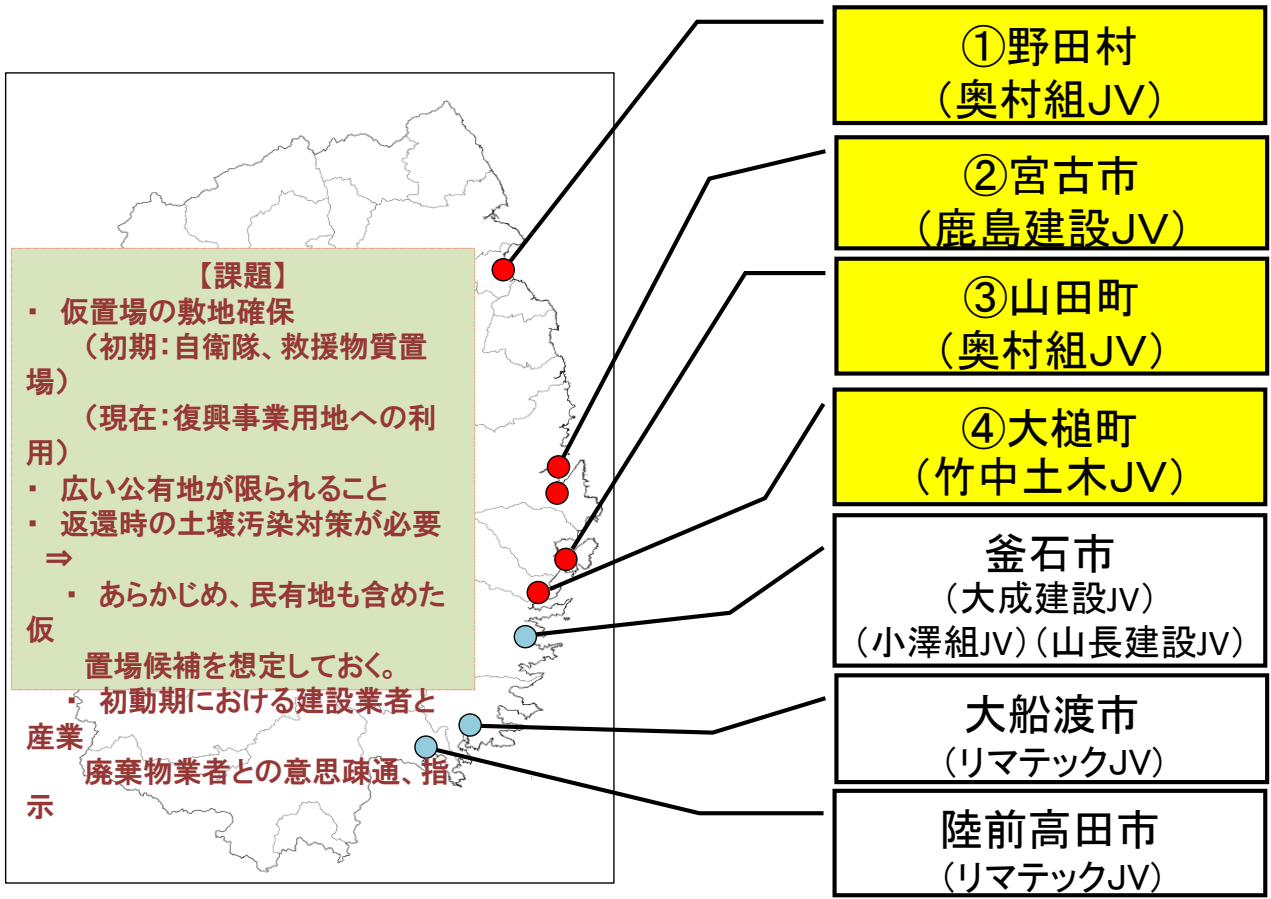 【課題】
・ 仮置場の敷地確保
（初期：自衛隊、救援物質置
場）
（現在：復興事業用地への利
用）
・ 広い公有地が限られること
・ 返還時の土壌汚染対策が必要
⇒
・ あらかじめ、民有地も含めた
仮
置場候補を想定しておく。
・ 初動期における建設業者と
産業
廃棄物業者との意思疎通、指
示
①野田村
（奥村組JV）
②宮古市
（鹿島建設JV）
③山田町
（奥村組JV）
④大槌町
（竹中土木JV）
釜石市
（大成建設JV）
（小澤組JV）（山長建設JV）
大船渡市
（リマテックJV）
陸前高田市
（リマテックJV）